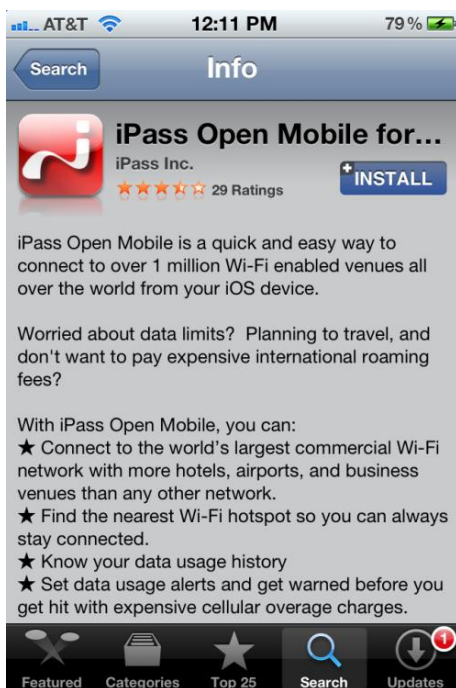 AT&T 12:11 PM 79%
Search Info
iPass Open Mobile for...
iPass Inc.
29 Ratings
INSTALL
iPass Open Mobile is a quick and easy way to
connect to over 1 million Wi-Fi enabled venues all
over the world from your iOS device.
Worried about data limits? Planning to travel, and
don't want to pay expensive international roaming
fees?
With iPass Open Mobile, you can:
★ Connect to the world's largest commercial Wi-Fi
network with more hotels, airports, and business
venues than any other network.
★ Find the nearest Wi-Fi hotspot so you can always
stay connected.
★ Know your data usage history
★ Set data usage alerts and get warned before you
get hit with expensive cellular overage charges.
1
Featured Categories Top 25 Search Updates